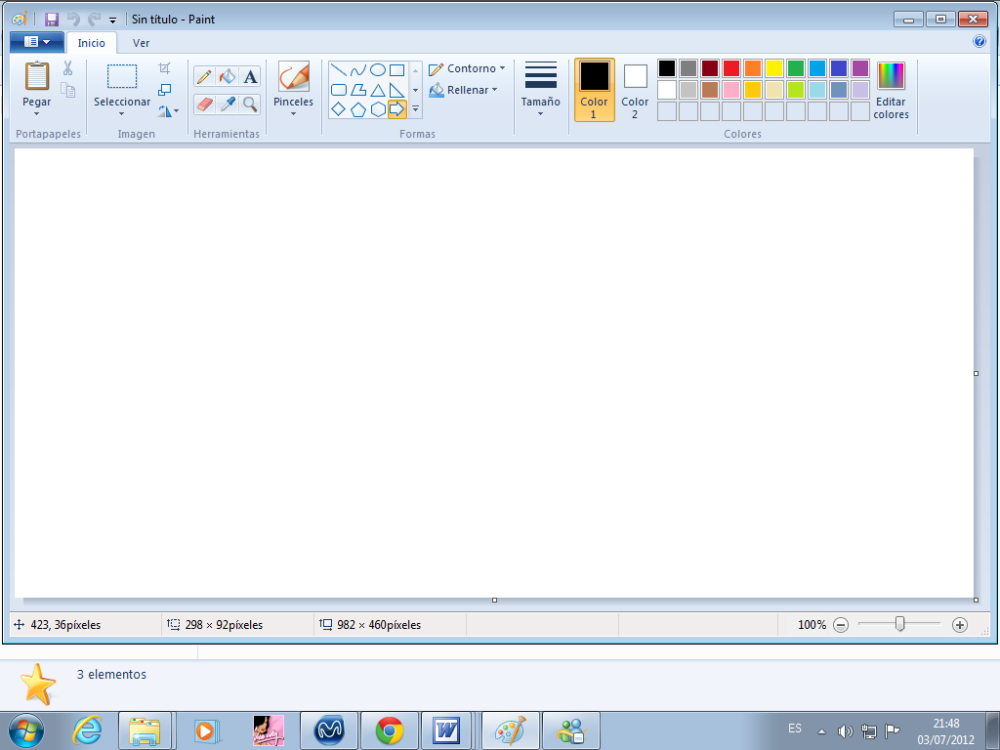 Sin título - Paint
Inicio Ver
Pegar
Seleccionar
A
Pinceles
Contorno
Rellenar
Tamaño
Color 1
Color 2
Editar colores
Portapapeles Imagen Herramientas Formas Colores
423, 36píxeles 298 × 92píxeles 982 × 460píxeles 100%
3 elementos
ES 21:48
03/07/2012